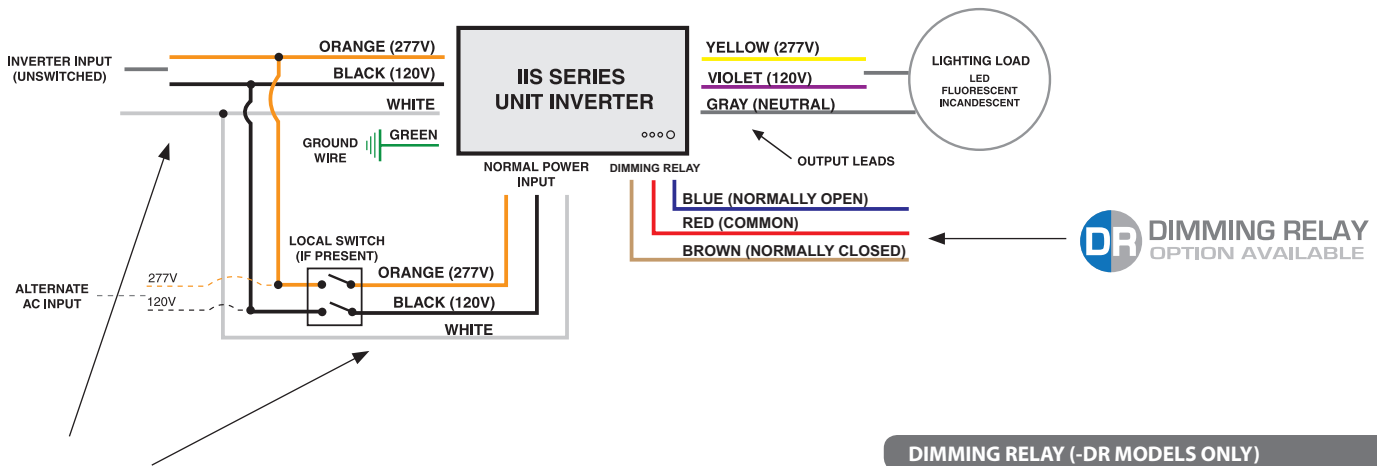 INVERTER INPUT
(UNSWITCHED)
ORANGE (277V)
BLACK (120V)
WHITE
GROUND
WIRE
GREEN
IIS SERIES
UNIT INVERTER
YELLOW (277V)
VIOLET (120V)
GRAY (NEUTRAL)
LIGHTING LOAD
LED
FLUORESCENT
INCANDESCENT
OUTPUT LEADS
NORMAL POWER
INPUT
DIMMING RELAY
BLUE (NORMALLY OPEN)
RED (COMMON)
BROWN (NORMALLY CLOSED)
DR
DIMMING RELAY
OPTION AVAILABLE
LOCAL SWITCH
(IF PRESENT)
ORANGE (277V)
BLACK (120V)
WHITE
ALTERNATE
AC INPUT
277V
120V
DIMMING RELAY (-DR MODELS ONLY)